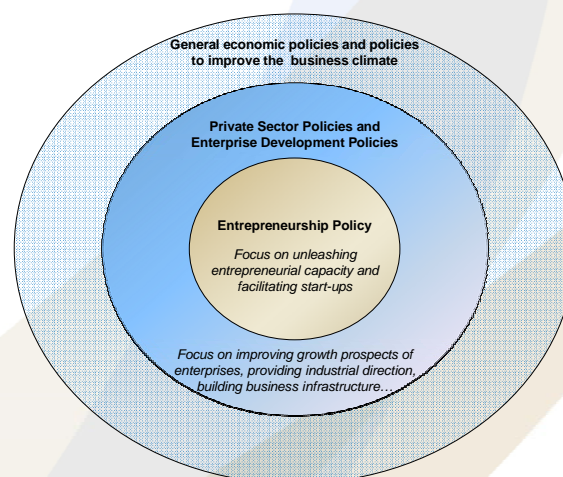 General economic policies and policies
to improve the business climate
Private Sector Policies and
Enterprise Development Policies
Entrepreneurship Policy
Focus on unleashing
entrepreneurial capacity and
facilitating start-ups
Focus on improving growth prospects of
enterprises, providing industrial direction,
building business infrastructure…